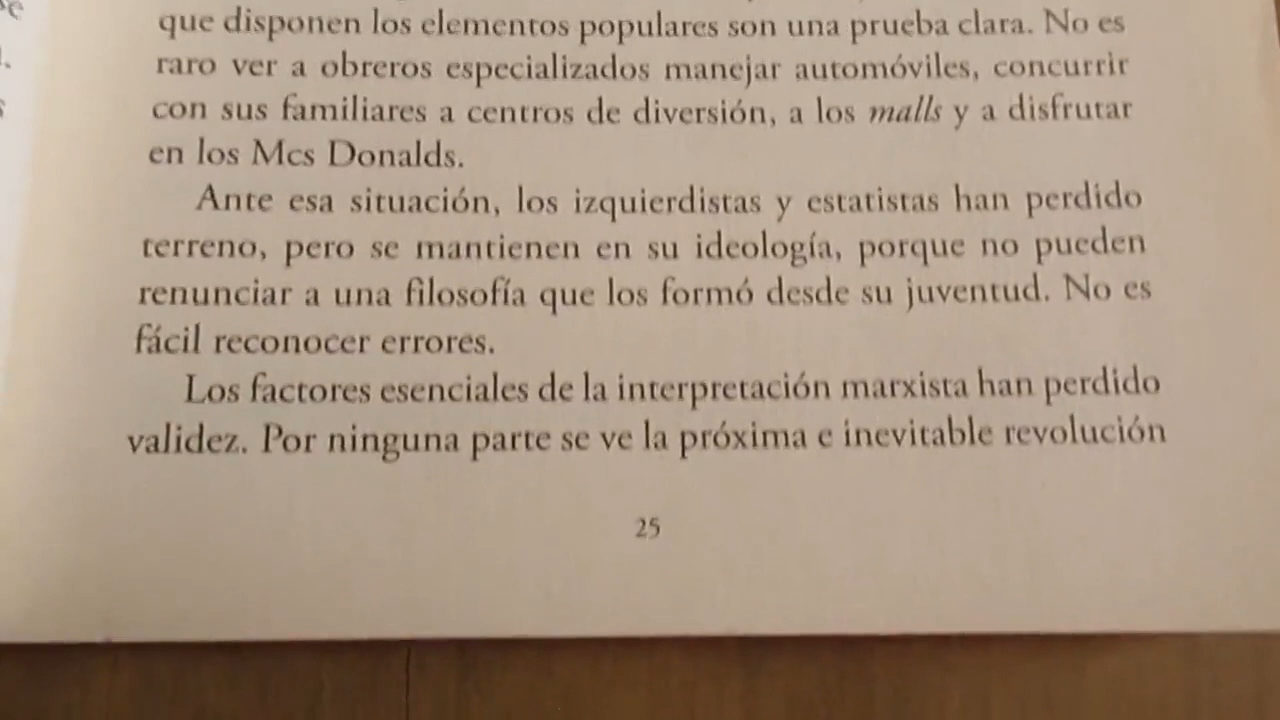 que disponen los elementos populares son una prueba clara. No es
raro ver a obreros especializados manejar automóviles, concurrir
con sus familiares a centros de diversión, a los malls y a disfrutar
en los Mcs Donalds.
Ante esa situación, los izquierdistas y estatistas han perdido
terreno, pero se mantienen en su ideología, porque no pueden
renunciar a una filosofía que los formó desde su juventud. No es
fácil reconocer errores.
Los factores esenciales de la interpretación marxista han perdido
validez. Por ninguna parte se ve la próxima e inevitable revolución
25